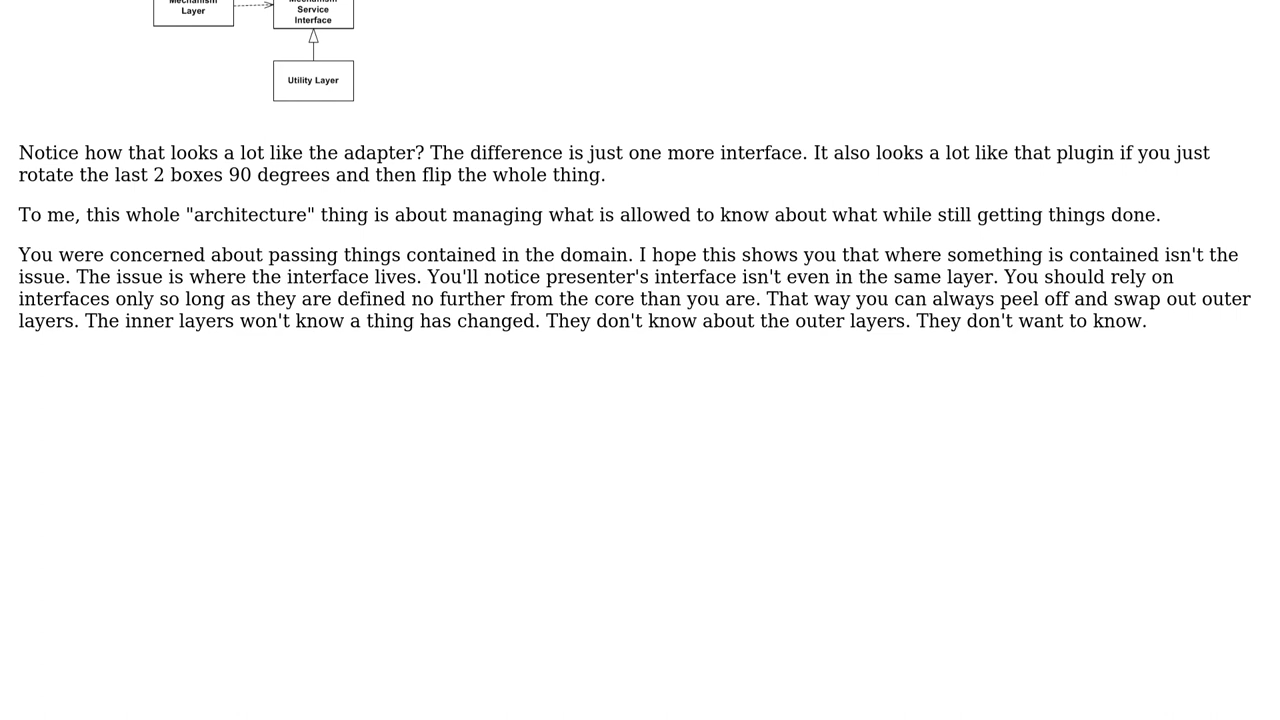 Layer
Service
Interface
Utility Layer
Notice how that looks a lot like the adapter? The difference is just one more interface. It also looks a lot like that plugin if you just
rotate the last 2 boxes 90 degrees and then flip the whole thing.
To me, this whole "architecture" thing is about managing what is allowed to know about what while still getting things done.
You were concerned about passing things contained in the domain. I hope this shows you that where something is contained isn't the
issue. The issue is where the interface lives. You'll notice presenter's interface isn't even in the same layer. You should rely on
interfaces only so long as they are defined no further from the core than you are. That way you can always peel off and swap out outer
layers. The inner layers won't know a thing has changed. They don't know about the outer layers. They don't want to know.